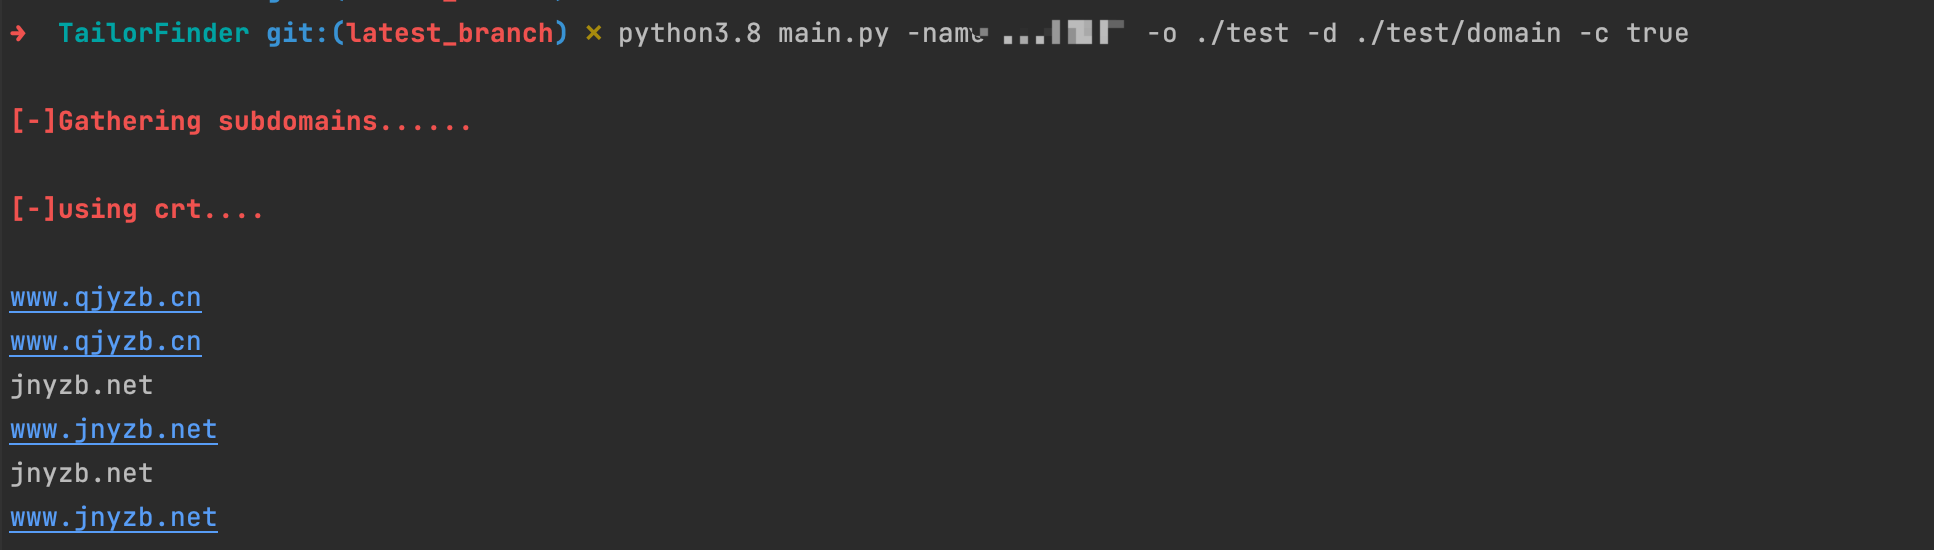 ➜ TailorFinder git:(latest_branch) ✗ python3.8 main.py -name -o ./test -d ./test/domain -c true
[-]Gathering subdomains......
[-]using crt....
www.qjyzb.cn
www.qjyzb.cn
jnyzb.net
www.jnyzb.net
jnyzb.net
www.jnyzb.net